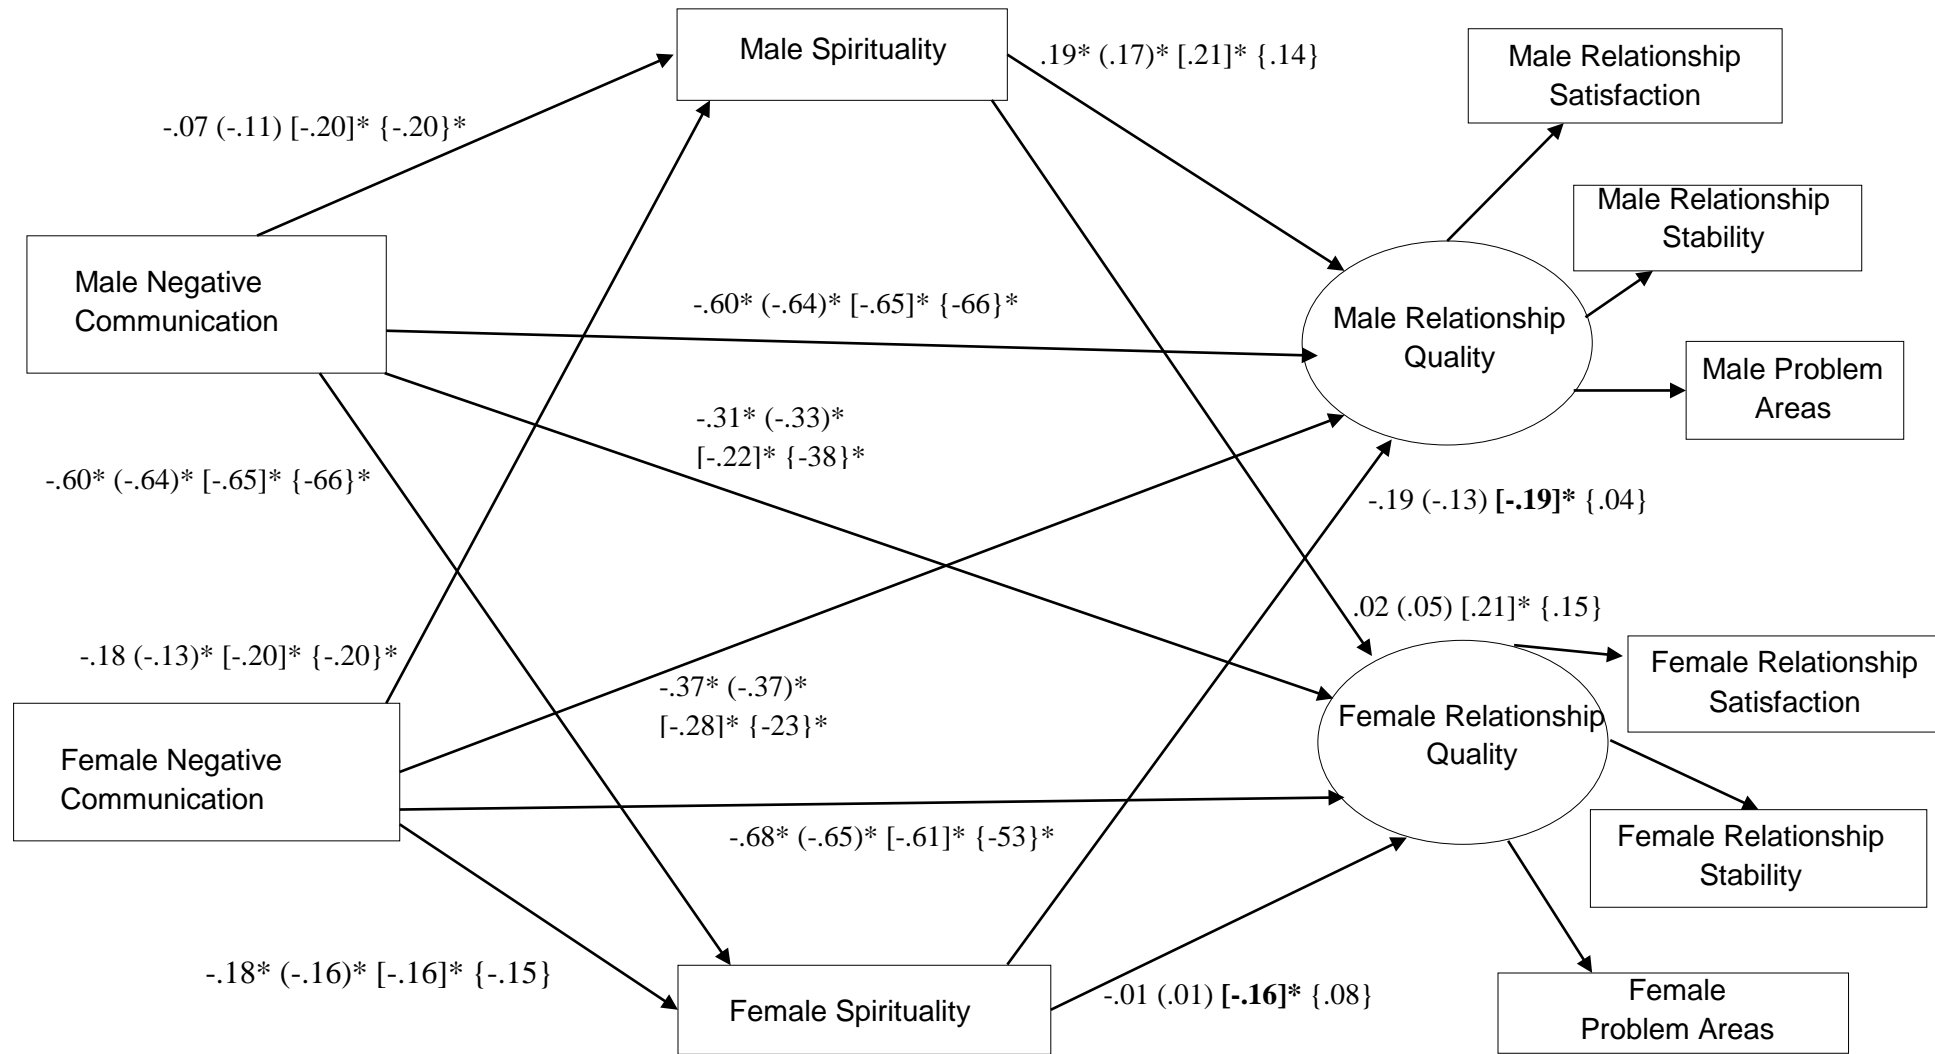 Male Spirituality
.19* (.17)* [.21]* {.14}
Male Relationship
Satisfaction
-.07 (-.11) [-.20]* {-.20}*
Male Relationship
Stability
Male Negative
Communication
-.60* (-.64)* [-.65]* {-66}*
Male Relationship
Quality
Male Problem
Areas
-.31* (-.33)*
[-.22]* {-38}*
-.60* (-.64)* [-.65]* {-66}*
-.19 (-.13) [-.19]* {.04}
.02 (.05) [.21]* {.15}
-.18 (-.13)* [-.20]* {-.20}*
Female Relationship
Satisfaction
-.37* (-.37)*
[-.28]* {-23}*
Female Relationship
Quality
Female Negative
Communication
-.68* (-.65)* [-.61]* {-53}*
Female Relationship
Stability
-.18* (-.16)* [-.16]* {-.15}
Female Spirituality
-.01 (.01) [-.16]* {.08}
Female
Problem Areas